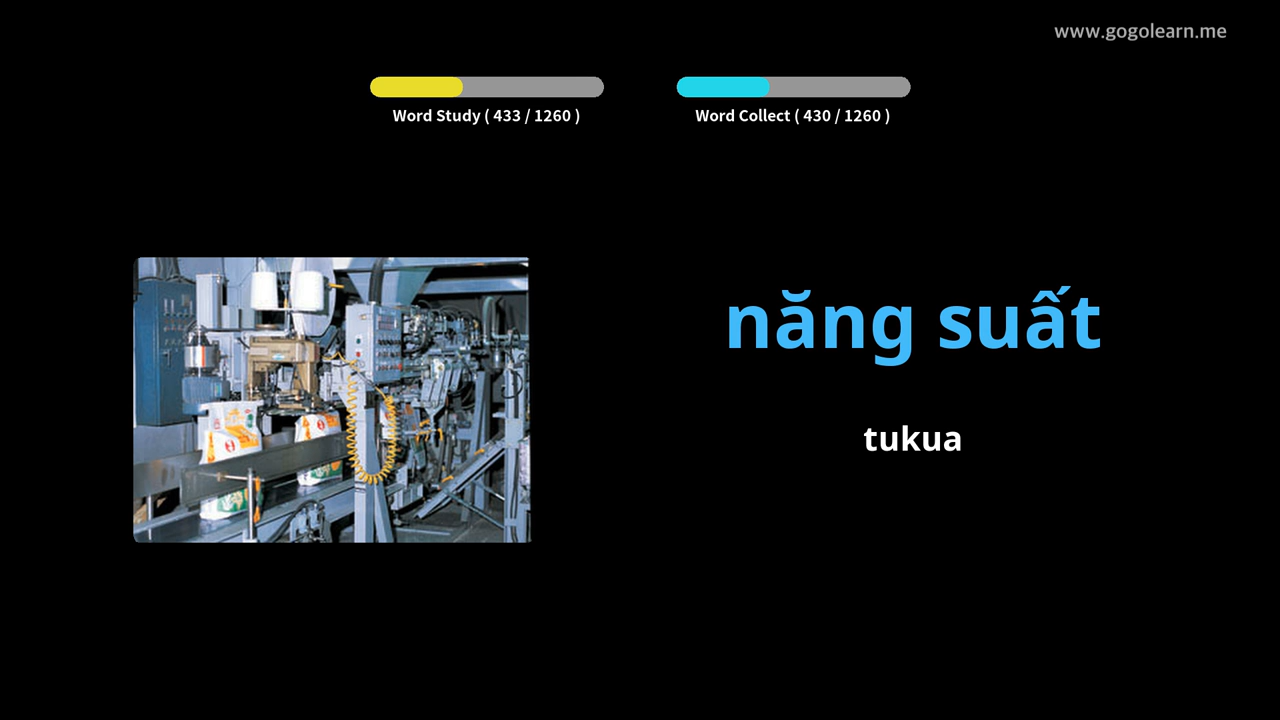 www.gogolearn.me
Word Study ( 433 / 1260 )
Word Collect ( 430 / 1260 )
năng suất
tukua